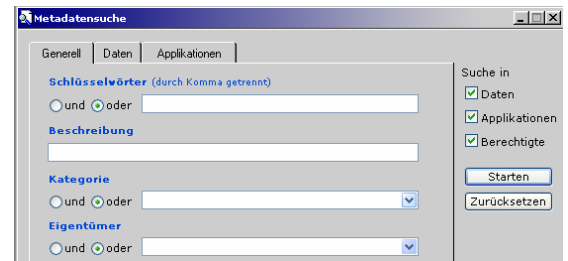 Metadatensuche
Generell Daten Applikationen
Schlüsselwörter (durch Komma getrennt)
und oder
Beschreibung
Kategorie
und oder
Eigentümer
und oder
Suche in
Daten
Applikationen
Berechtigte
Starten
Zurücksetzen